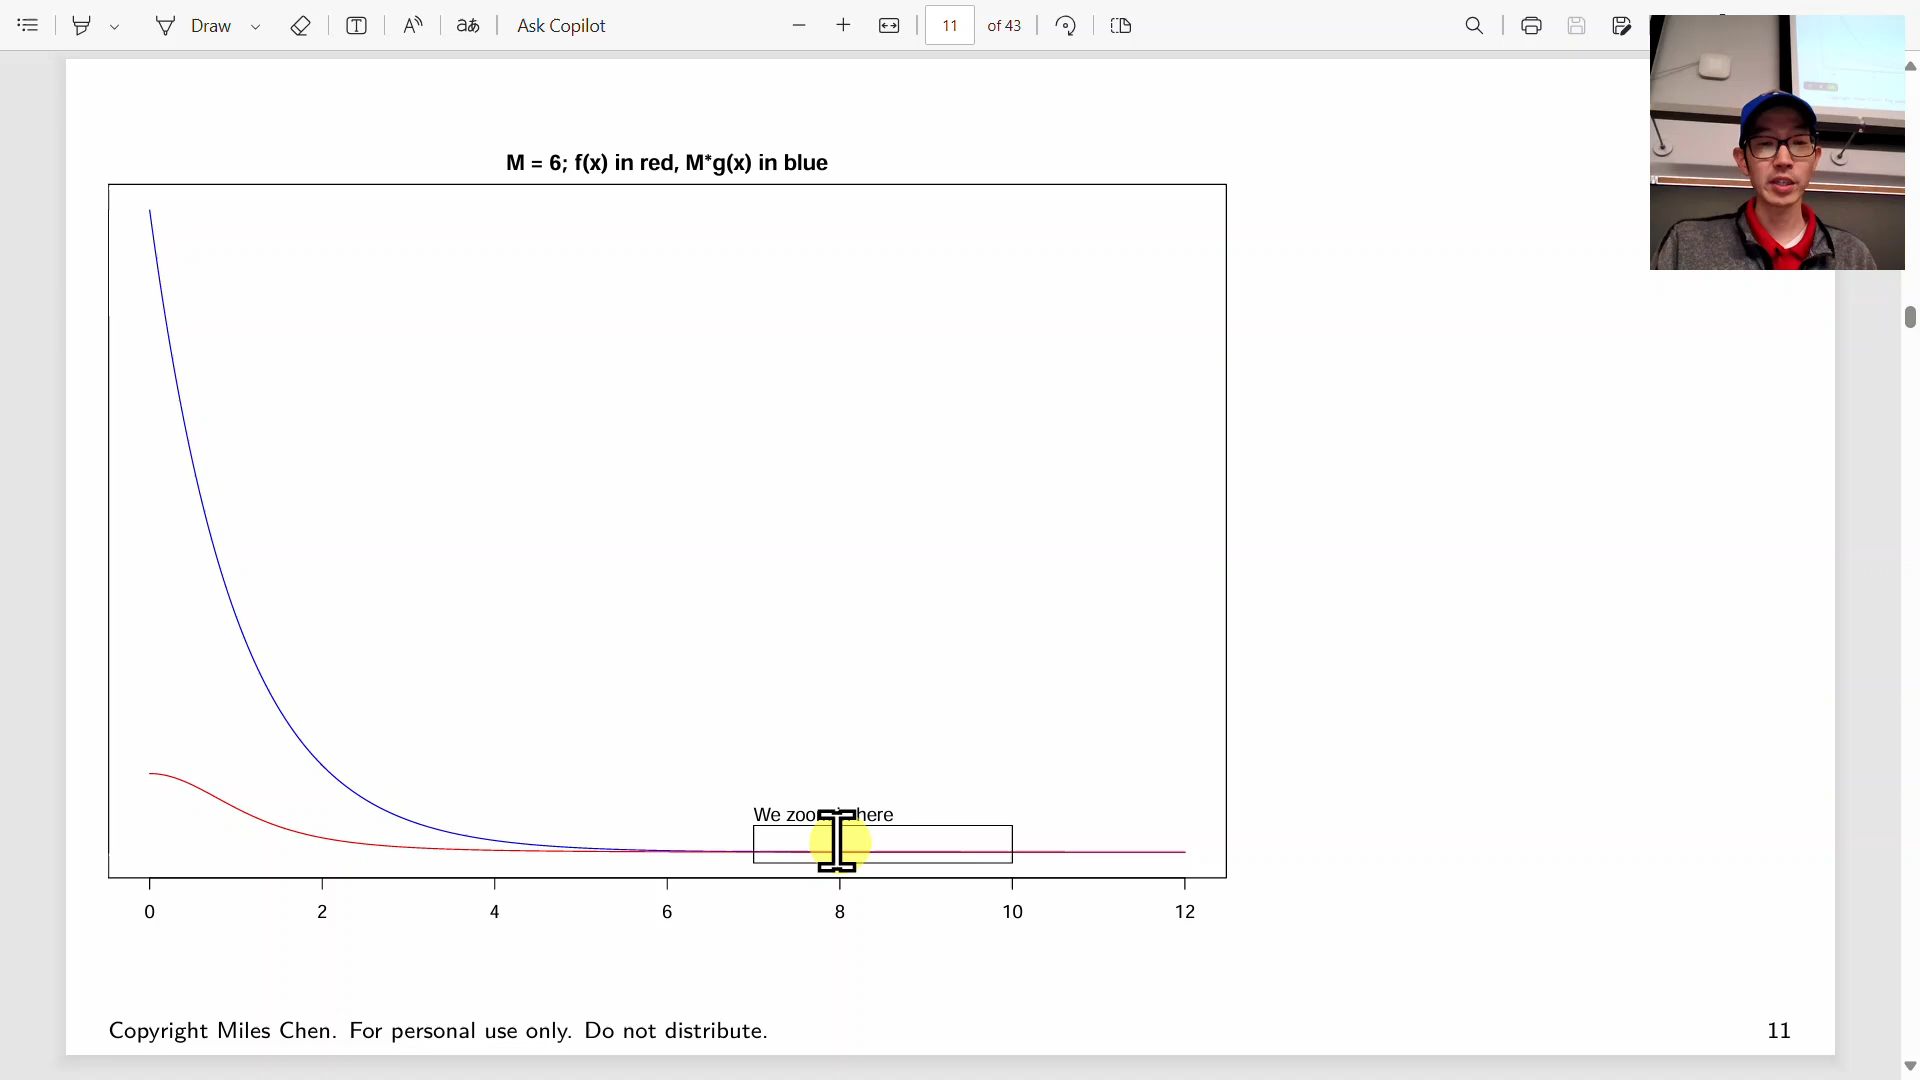 Draw
Ask Copilot
11
of 43
M = 6; f(x) in red, M*g(x) in blue
We zoo here
0 2 4 6 8 10 12
Copyright Miles Chen. For personal use only. Do not distribute.
11